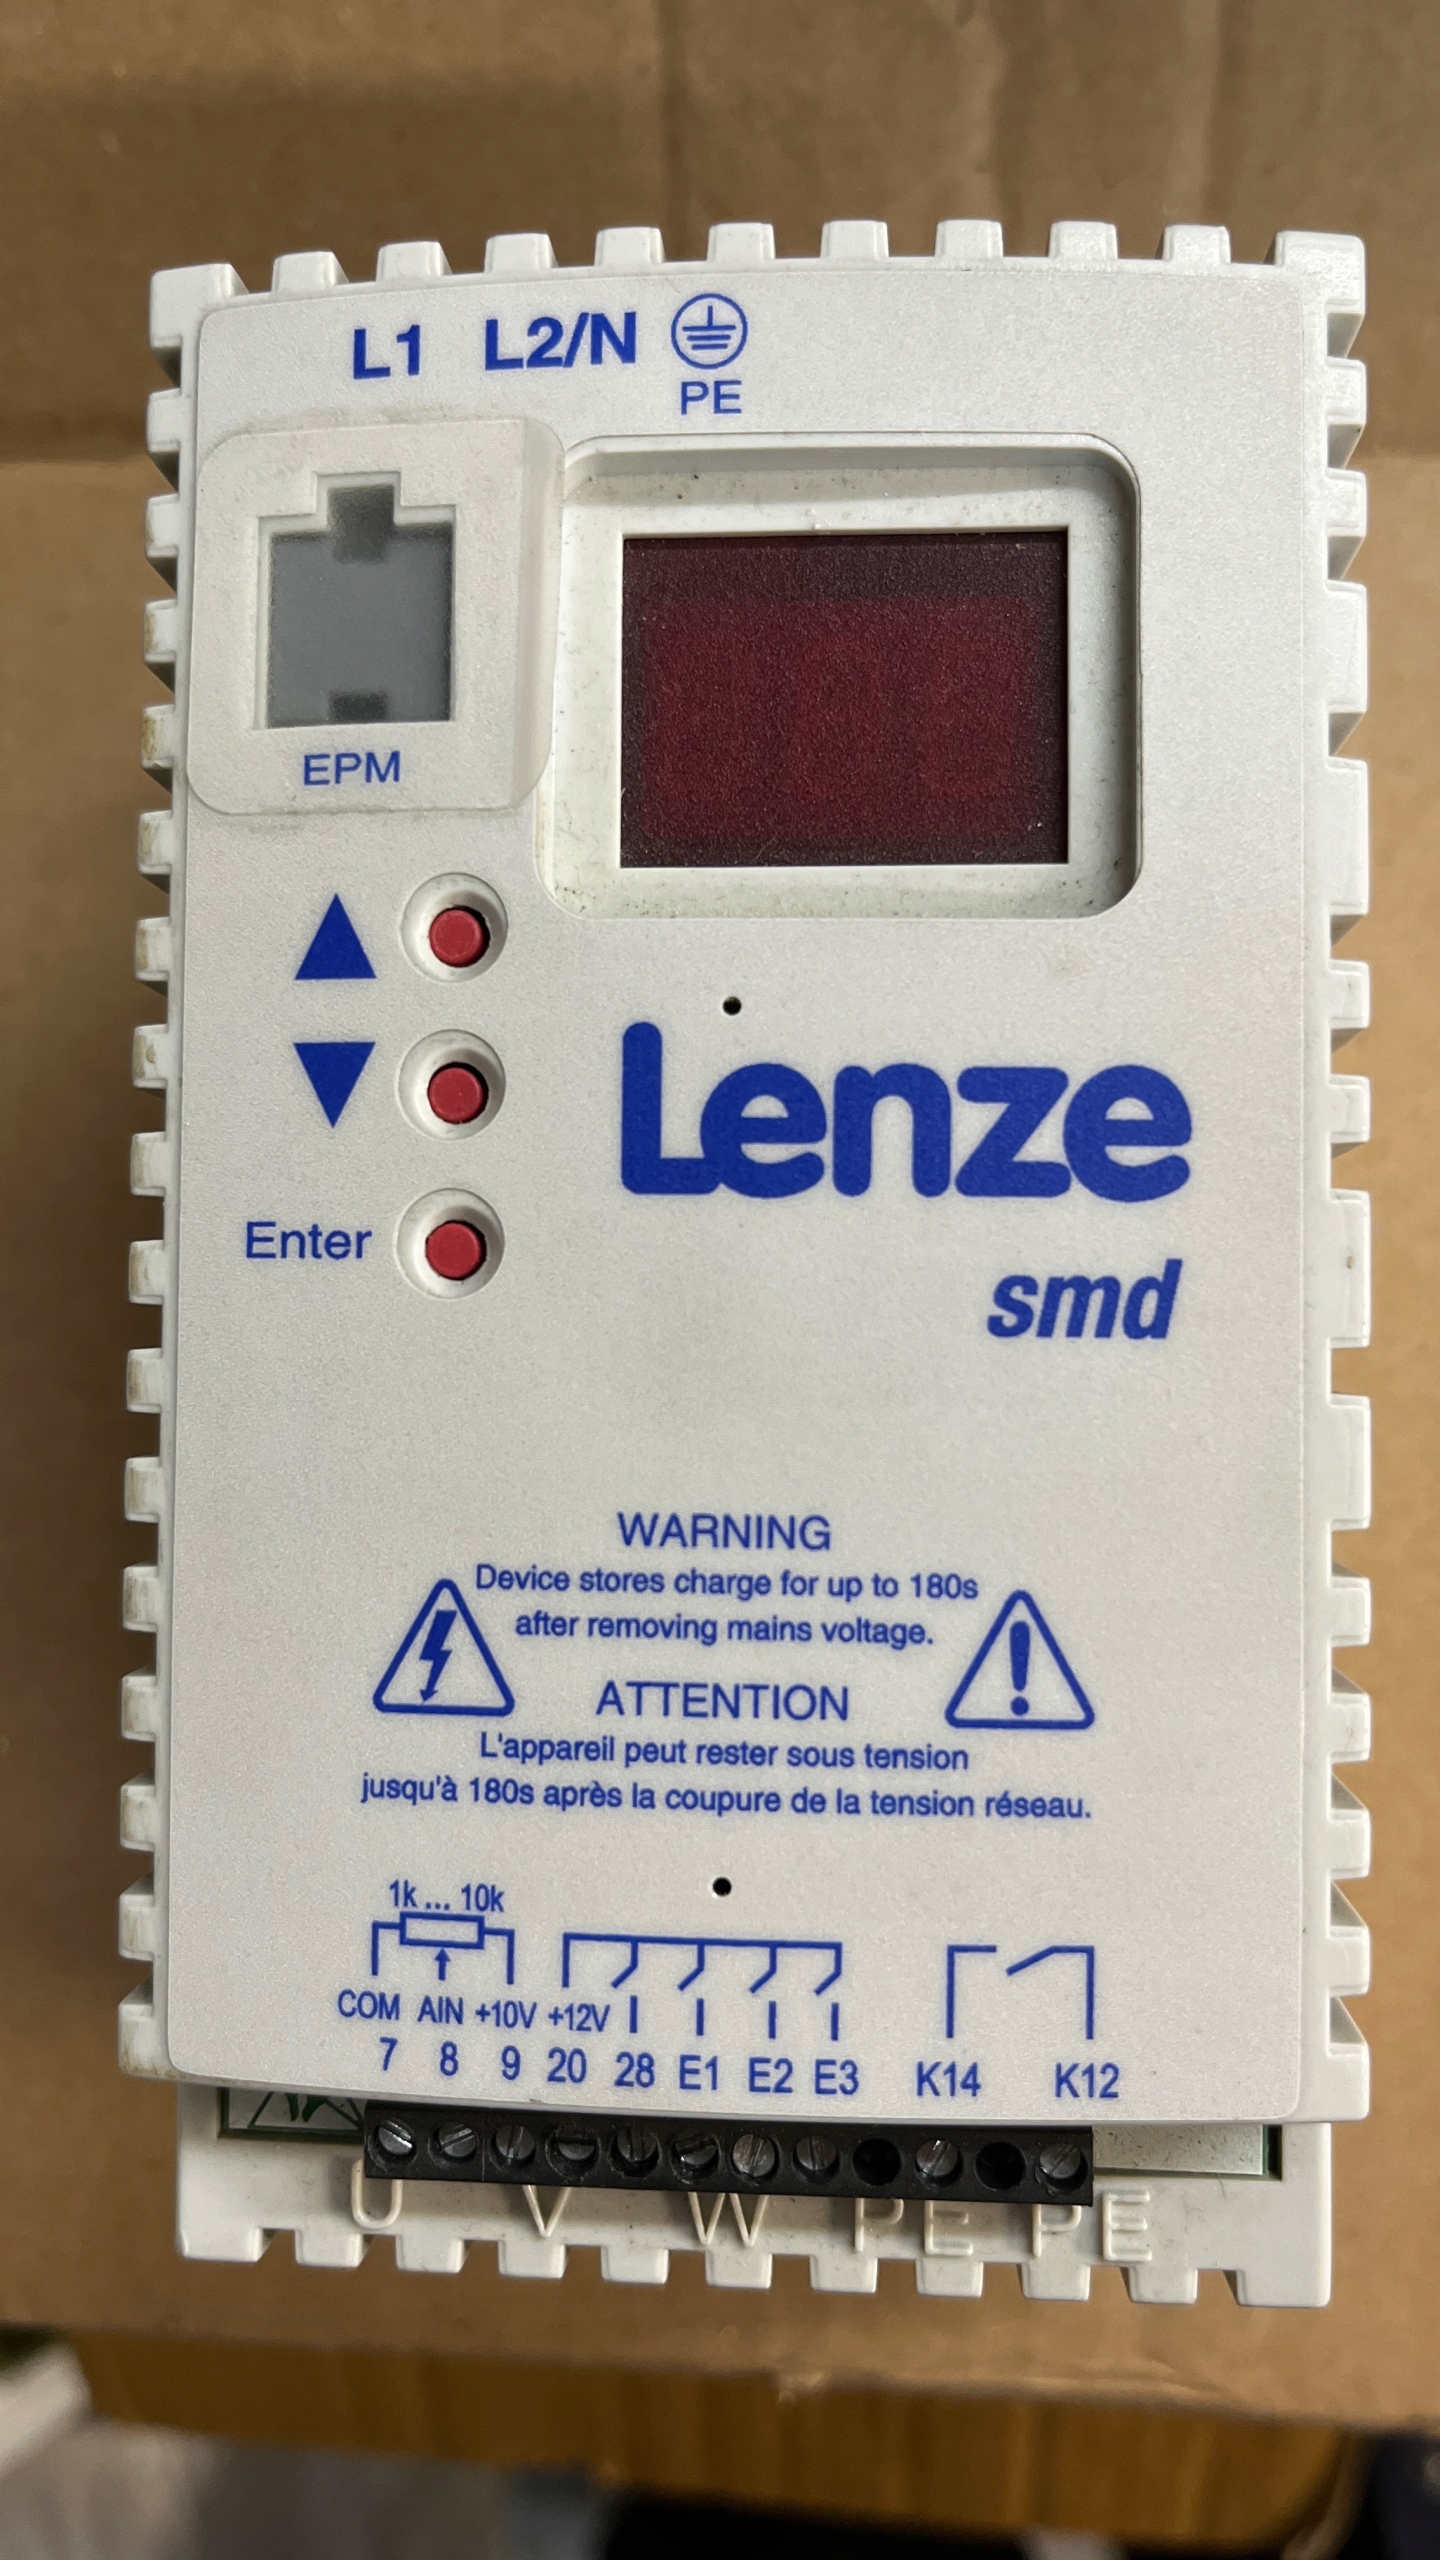 L1 L2/N
PE
EPM
Lenze
Enter
smd
WARNING
Device stores charge for up to 180s
after removing mains voltage.
ATTENTION
L'appareil peut rester sous tension
jusqu'à 180s après la coupure de la tension réseau.
1k ... 10k
COM AIN +10V +12V
7 8 9 20 28 E1 E2 E3 K14 K12
U V W PE PE